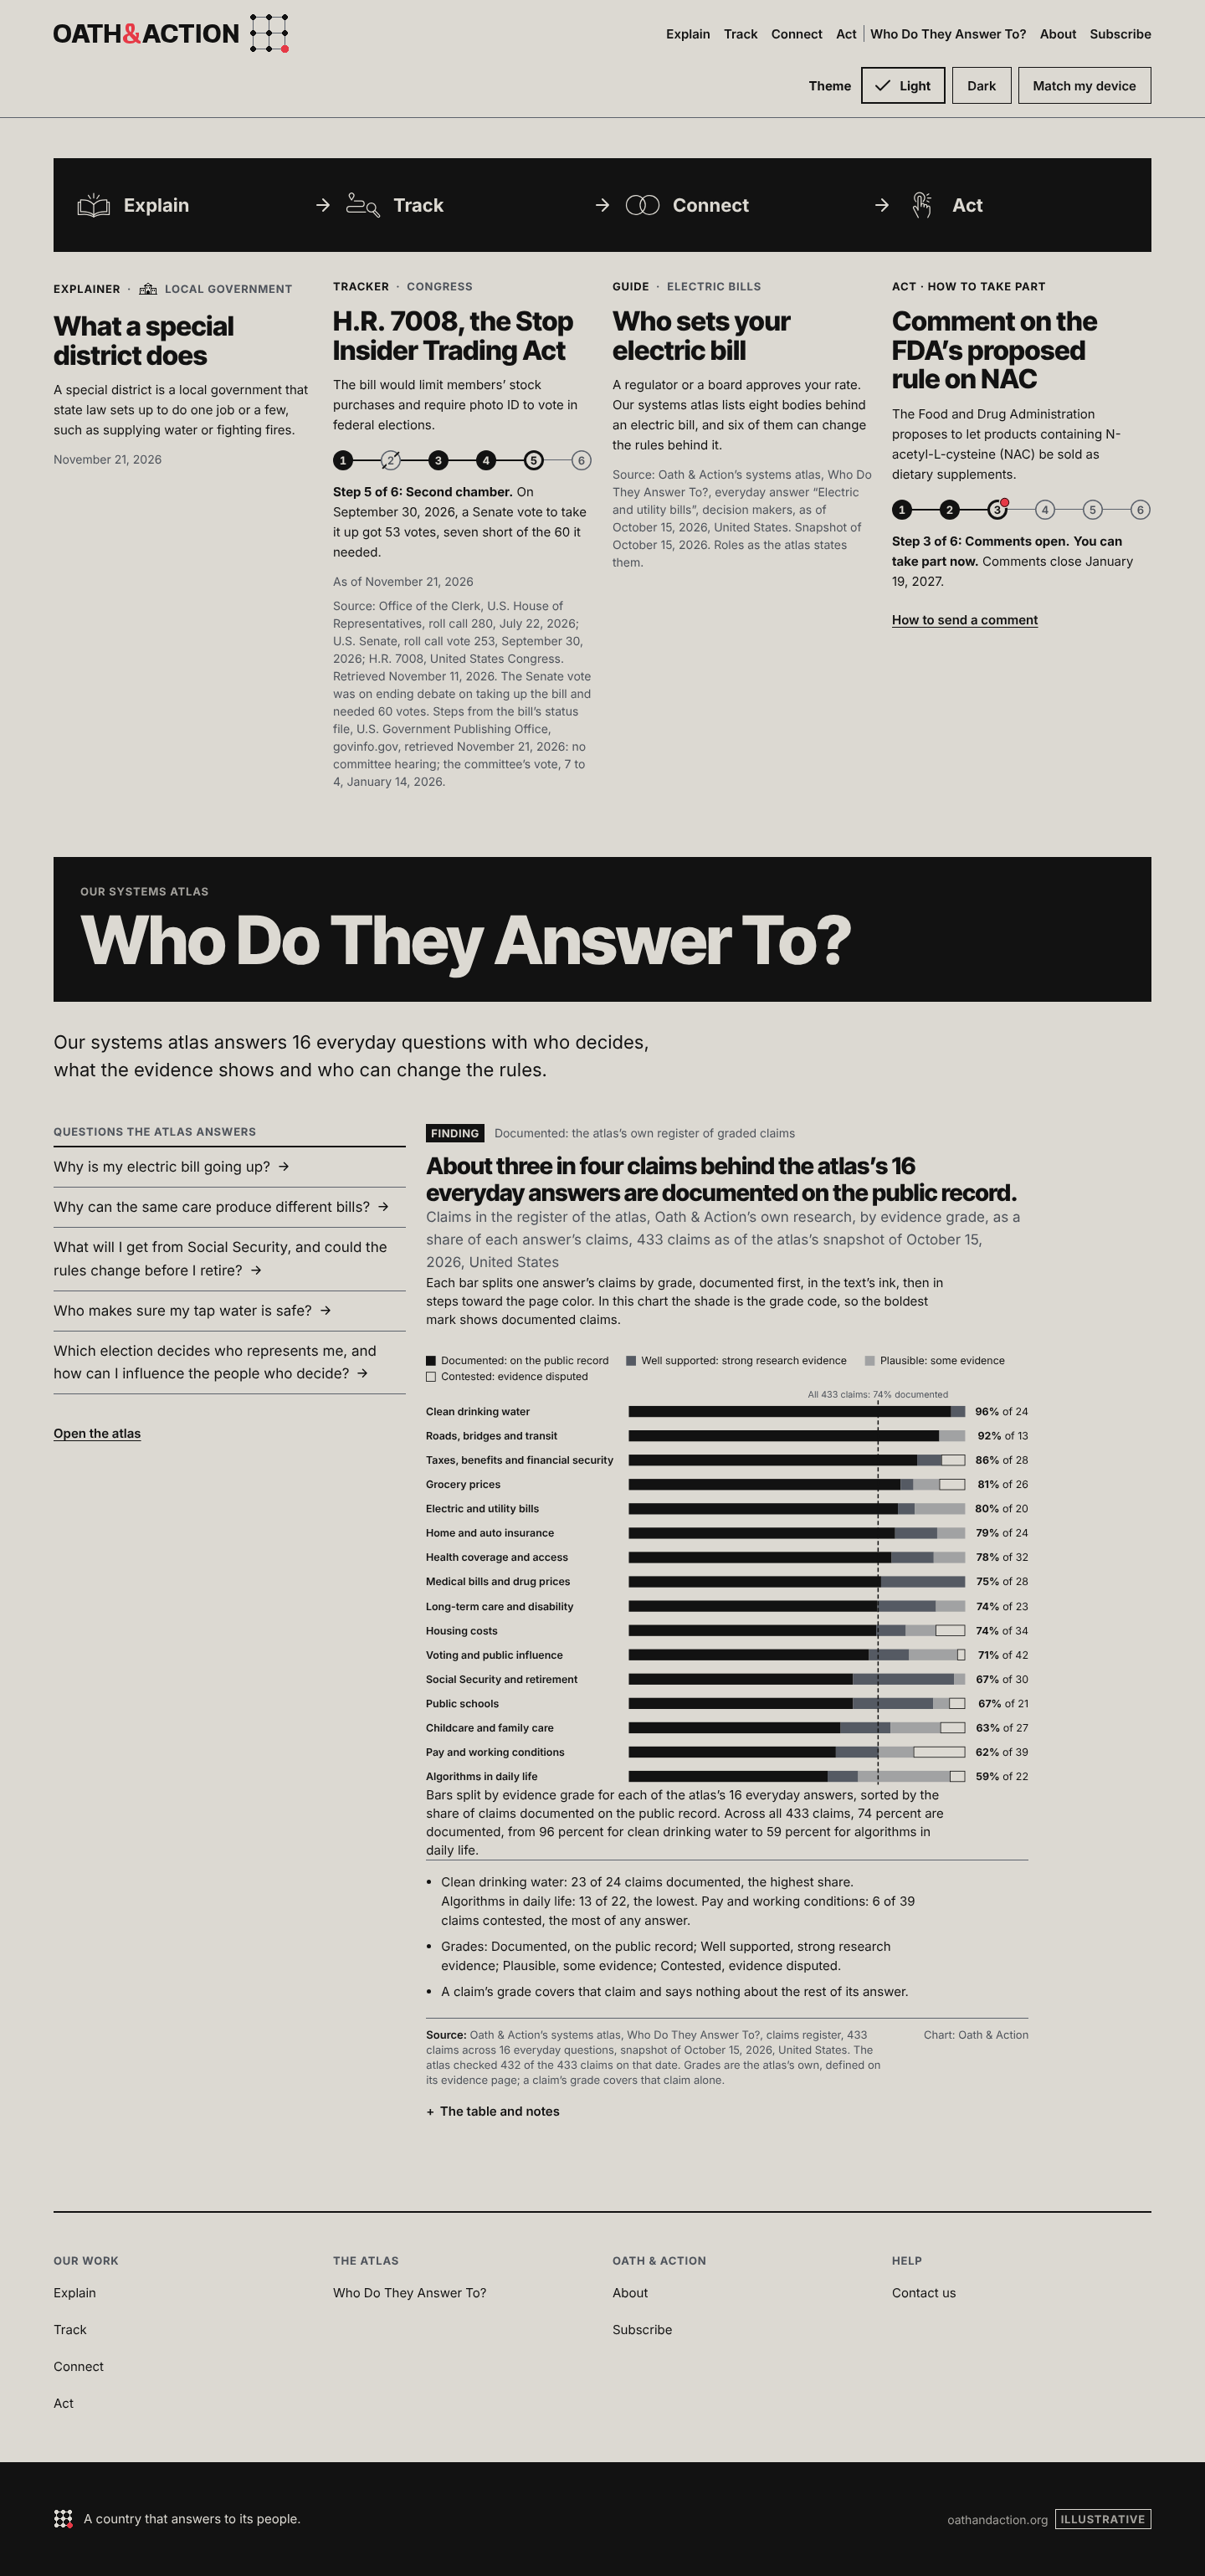 OATH&ACTION
Explain Track Connect Act Who Do They Answer To? About Subscribe
Theme Light Dark Match my device
Explain
Track
Connect
Act
EXPLAINER · LOCAL GOVERNMENT
What a special
district does
A special district is a local government that
state law sets up to do one job or a few,
such as supplying water or fighting fires.
November 21, 2026
TRACKER · CONGRESS
H.R. 7008, the Stop
Insider Trading Act
The bill would limit members’ stock
purchases and require photo ID to vote in
federal elections.
1 2 3 4 5 6
Step 5 of 6: Second chamber. On
September 30, 2026, a Senate vote to take
it up got 53 votes, seven short of the 60 it
needed.
As of November 21, 2026
Source: Office of the Clerk, U.S. House of
Representatives, roll call 280, July 22, 2026;
U.S. Senate, roll call vote 253, September 30,
2026; H.R. 7008, United States Congress.
Retrieved November 11, 2026. The Senate vote
was on ending debate on taking up the bill and
needed 60 votes. Steps from the bill’s status
file, U.S. Government Publishing Office,
govinfo.gov, retrieved November 21, 2026: no
committee hearing; the committee’s vote, 7 to
4, January 14, 2026.
GUIDE · ELECTRIC BILLS
Who sets your
electric bill
A regulator or a board approves your rate.
Our systems atlas lists eight bodies behind
an electric bill, and six of them can change
the rules behind it.
Source: Oath & Action’s systems atlas, Who Do
They Answer To?, everyday answer “Electric
and utility bills”, decision makers, as of
October 15, 2026, United States. Snapshot of
October 15, 2026. Roles as the atlas states
them.
ACT · HOW TO TAKE PART
Comment on the
FDA’s proposed
rule on NAC
The Food and Drug Administration
proposes to let products containing N-
acetyl-L-cysteine (NAC) be sold as
dietary supplements.
1 2 3 4 5 6
Step 3 of 6: Comments open. You can
take part now. Comments close January
19, 2027.
How to send a comment
OUR SYSTEMS ATLAS
Who Do They Answer To?
Our systems atlas answers 16 everyday questions with who decides,
what the evidence shows and who can change the rules.
QUESTIONS THE ATLAS ANSWERS
Why is my electric bill going up?
Why can the same care produce different bills?
What will I get from Social Security, and could the
rules change before I retire?
Who makes sure my tap water is safe?
Which election decides who represents me, and
how can I influence the people who decide?
Open the atlas
FINDING Documented: the atlas’s own register of graded claims
About three in four claims behind the atlas’s 16
everyday answers are documented on the public record.
Claims in the register of the atlas, Oath & Action’s own research, by evidence grade, as a
share of each answer’s claims, 433 claims as of the atlas’s snapshot of October 15,
2026, United States
Each bar splits one answer’s claims by grade, documented first, in the text’s ink, then in
steps toward the page color. In this chart the shade is the grade code, so the boldest
mark shows documented claims.
Documented: on the public record Well supported: strong research evidence Plausible: some evidence
Contested: evidence disputed
All 433 claims: 74% documented
Clean drinking water 96% of 24
Roads, bridges and transit 92% of 13
Taxes, benefits and financial security 86% of 28
Grocery prices 81% of 26
Electric and utility bills 80% of 20
Home and auto insurance 79% of 24
Health coverage and access 78% of 32
Medical bills and drug prices 75% of 28
Long-term care and disability 74% of 23
Housing costs 74% of 34
Voting and public influence 71% of 42
Social Security and retirement 67% of 30
Public schools 67% of 21
Childcare and family care 63% of 27
Pay and working conditions 62% of 39
Algorithms in daily life 59% of 22
Bars split by evidence grade for each of the atlas’s 16 everyday answers, sorted by the
share of claims documented on the public record. Across all 433 claims, 74 percent are
documented, from 96 percent for clean drinking water to 59 percent for algorithms in
daily life.
• Clean drinking water: 23 of 24 claims documented, the highest share.
Algorithms in daily life: 13 of 22, the lowest. Pay and working conditions: 6 of 39
claims contested, the most of any answer.
• Grades: Documented, on the public record; Well supported, strong research
evidence; Plausible, some evidence; Contested, evidence disputed.
• A claim’s grade covers that claim and says nothing about the rest of its answer.
Source: Oath & Action’s systems atlas, Who Do They Answer To?, claims register, 433
claims across 16 everyday questions, snapshot of October 15, 2026, United States. The
atlas checked 432 of the 433 claims on that date. Grades are the atlas’s own, defined on
its evidence page; a claim’s grade covers that claim alone.
Chart: Oath & Action
+ The table and notes
OUR WORK
Explain
Track
Connect
Act
THE ATLAS
Who Do They Answer To?
OATH & ACTION
About
Subscribe
HELP
Contact us
A country that answers to its people.
oathandaction.org ILLUSTRATIVE